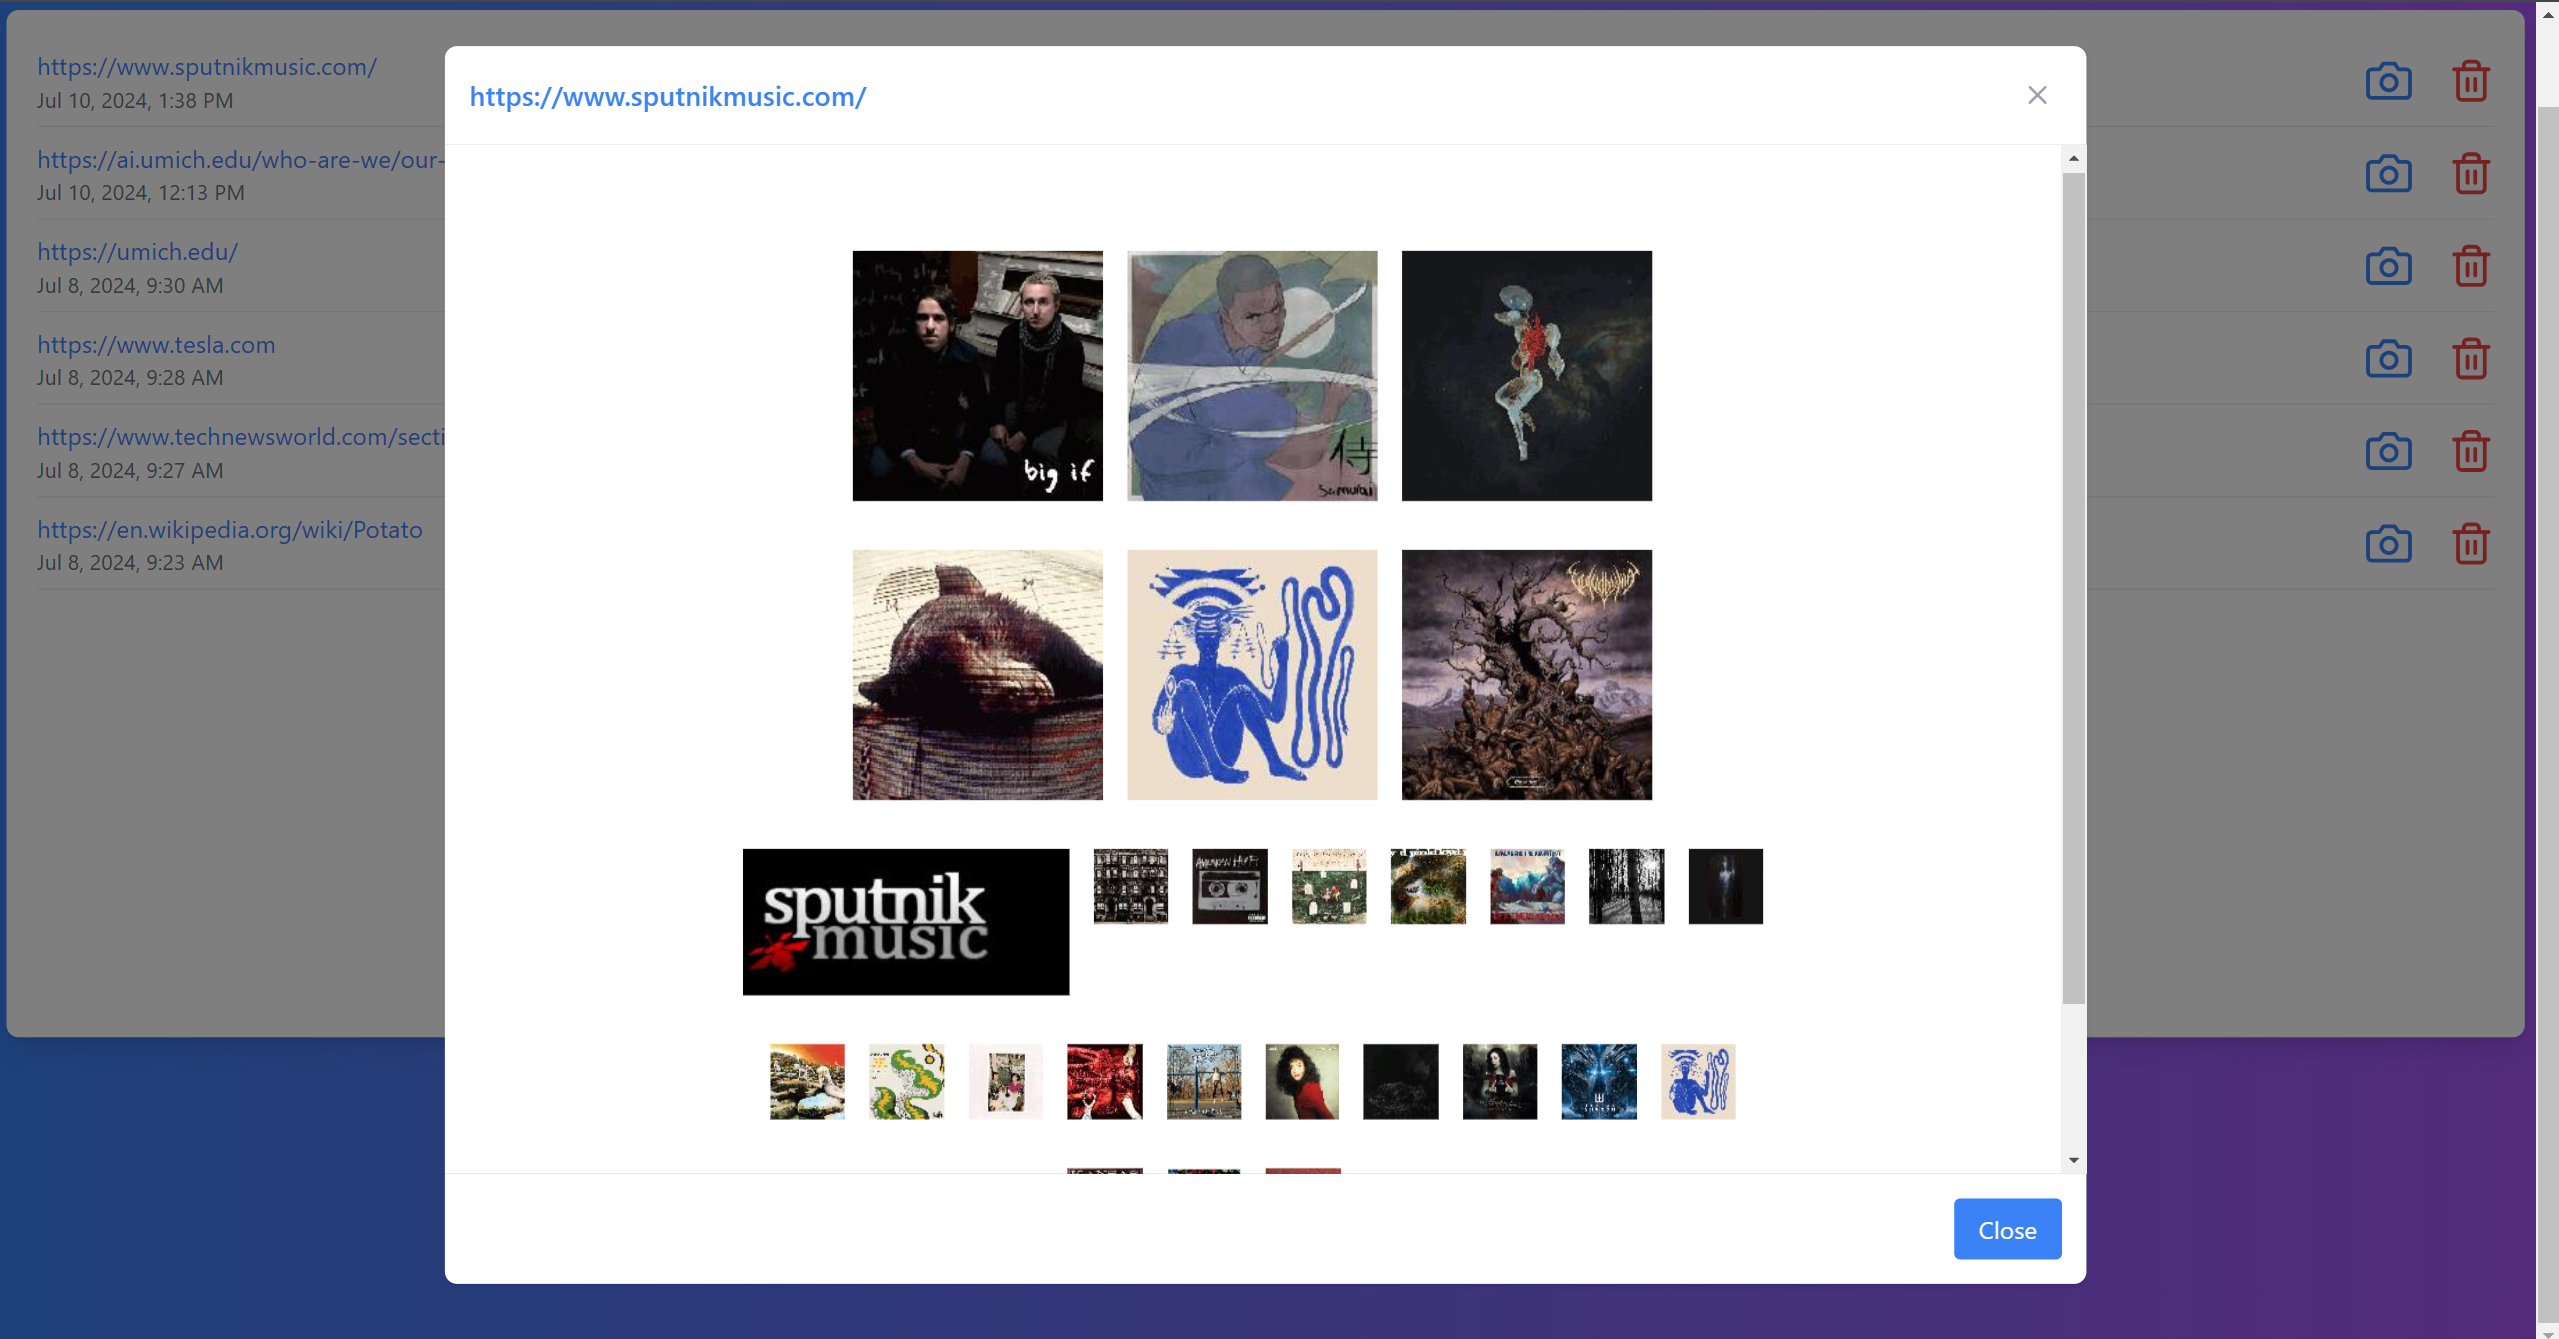 https://www.sputnikmusic.com/
Jul 10, 2024, 1:38 PM
https://ai.umich.edu/who-are-we/our-
Jul 10, 2024, 12:13 PM
https://umich.edu/
Jul 8, 2024, 9:30 AM
https://www.tesla.com
Jul 8, 2024, 9:28 AM
https://www.technewsworld.com/secti
Jul 8, 2024, 9:27 AM
https://en.wikipedia.org/wiki/Potato
Jul 8, 2024, 9:23 AM
https://www.sputnikmusic.com/
big if
侍
Samurai
sputnik
music
Close